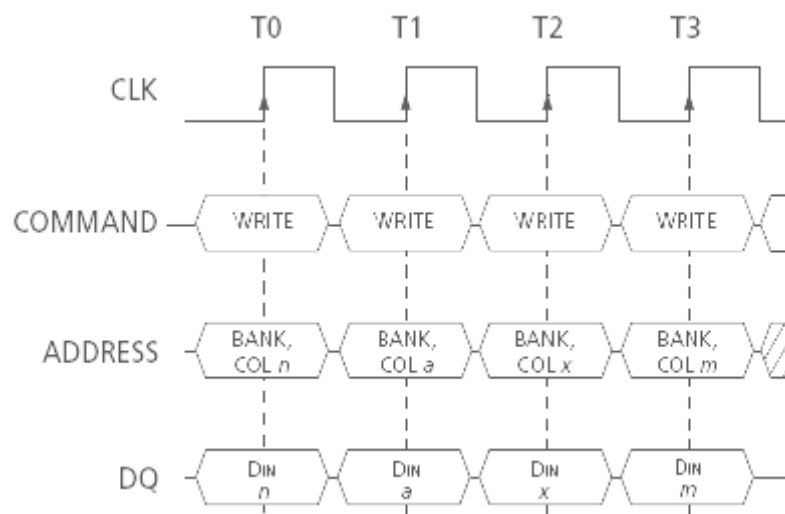 T0 T1 T2 T3
CLK
COMMAND WRITE WRITE WRITE WRITE
ADDRESS BANK, COL n BANK, COL a BANK, COL x BANK, COL m
DQ DIN n DIN a DIN x DIN m